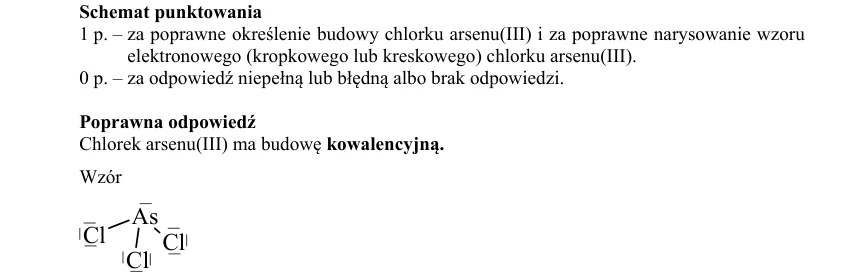 Schemat punktowania
1 p. – za poprawne określenie budowy chlorku arsenu(III) i za poprawne narysowanie wzoru
elektronowego (kropkowego lub kreskowego) chlorku arsenu(III).
0 p. – za odpowiedź niepełną lub błędną albo brak odpowiedzi.
Poprawna odpowiedź
Chlorek arsenu(III) ma budowę kowalencyjną.
Wzór
As
Cl
Cl
Cl